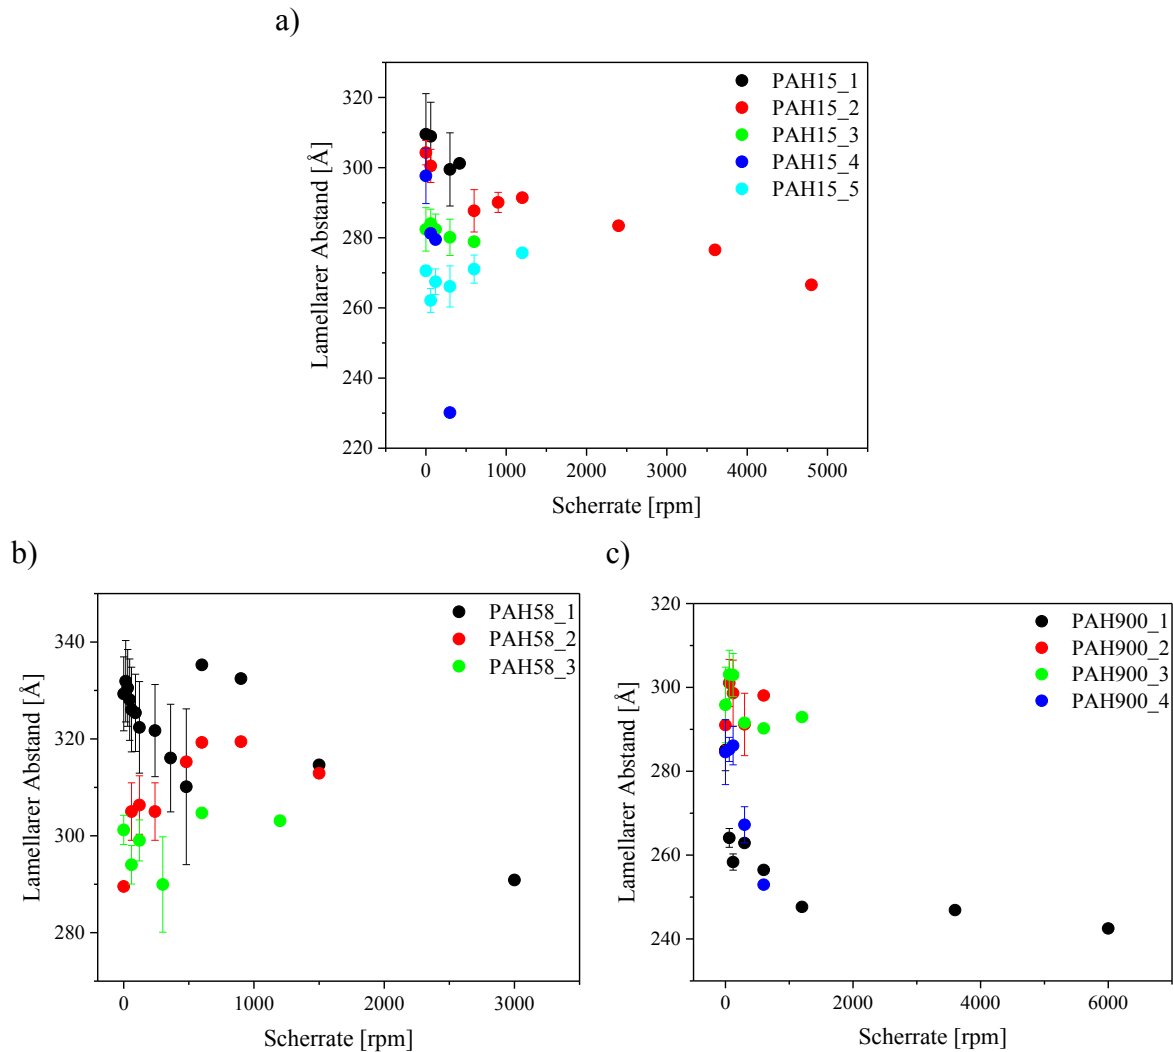 a)
PAH15_1
PAH15_2
PAH15_3
PAH15_4
PAH15_5
Lamellarer Abstand [Å]
320
300
280
260
240
220
0 1000 2000 3000 4000 5000
Scherrate [rpm]
b)
PAH58_1
PAH58_2
PAH58_3
Lamellarer Abstand [Å]
340
320
300
280
0 1000 2000 3000
Scherrate [rpm]
c)
PAH900_1
PAH900_2
PAH900_3
PAH900_4
Lamellarer Abstand [Å]
320
300
280
260
240
0 2000 4000 6000
Scherrate [rpm]